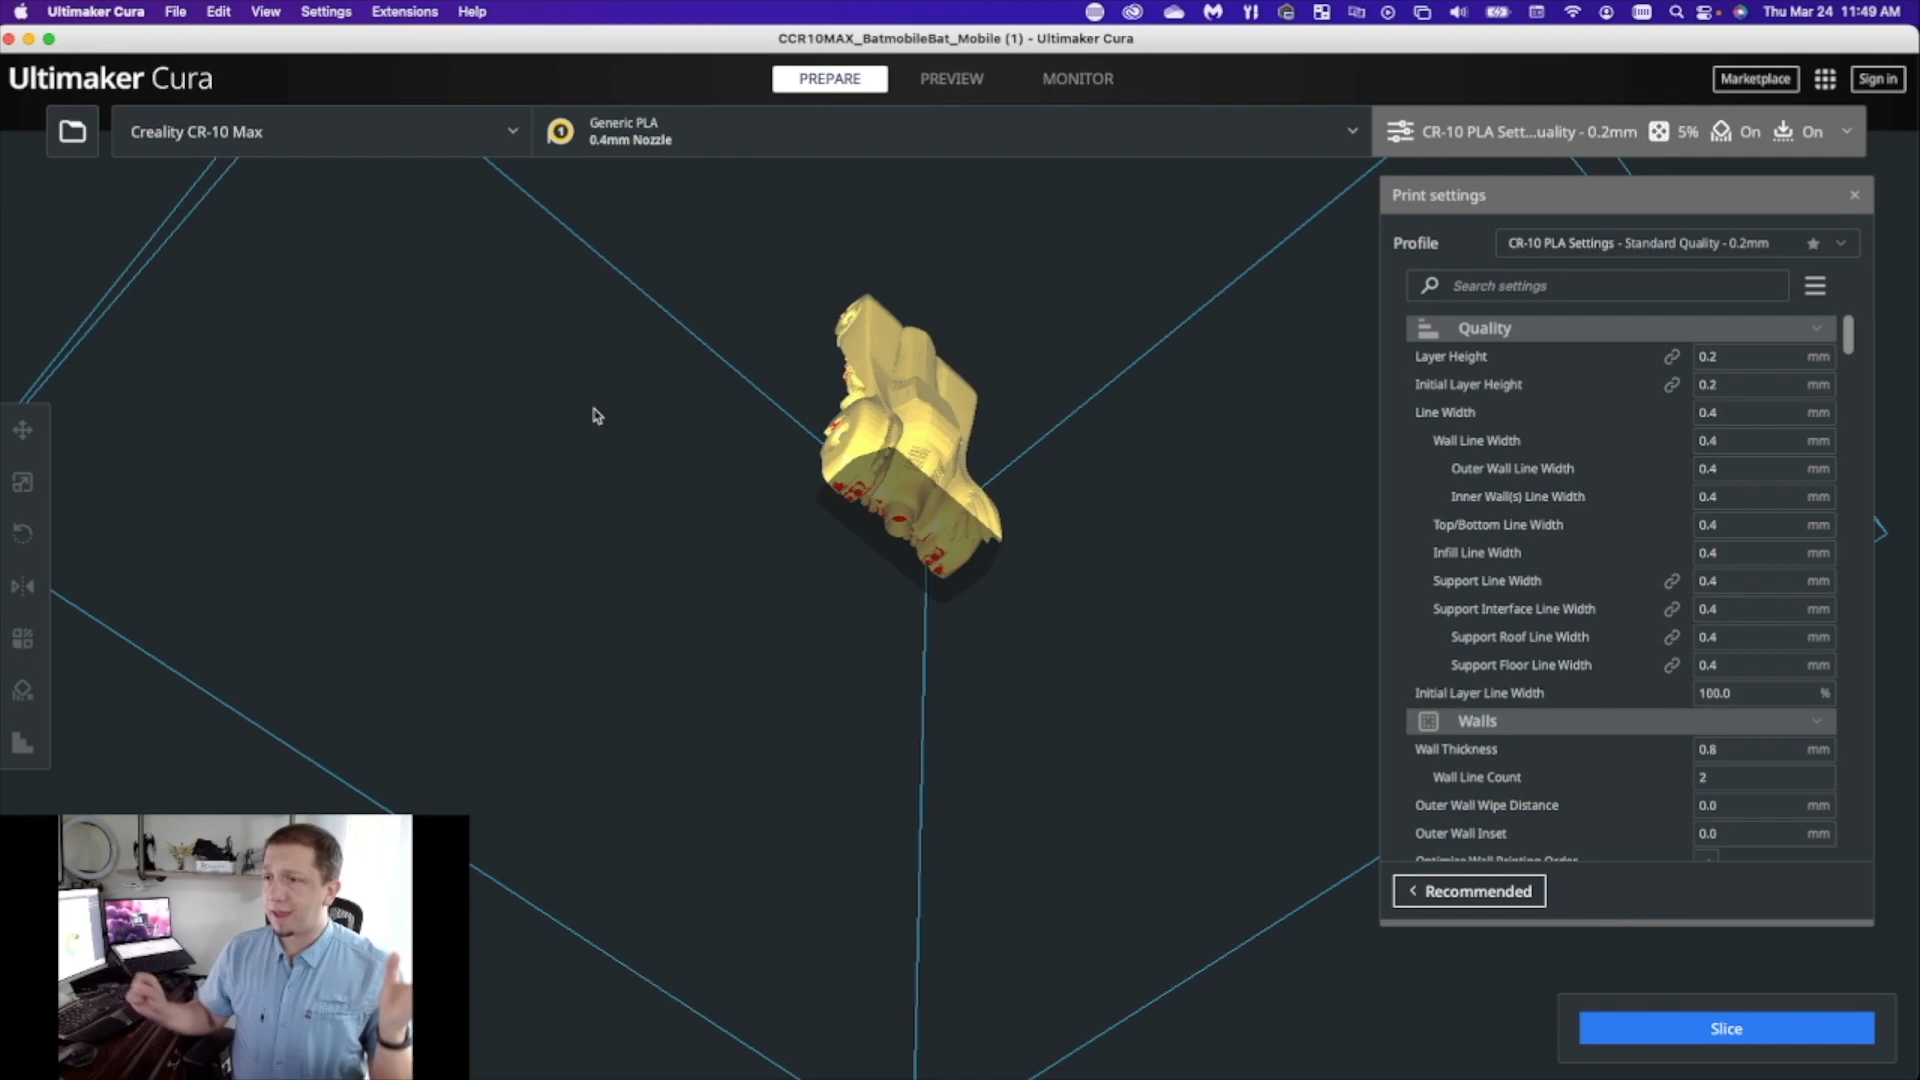 Ultimaker Cura File Edit View Settings Extensions Help Thu Mar 24 11:49 AM
CCR10MAX_BatmobileBat_Mobile (1) - Ultimaker Cura
Ultimaker Cura PREPARE PREVIEW MONITOR Marketplace Sign in
Creality CR-10 Max
1 Generic PLA
0.4mm Nozzle
CR-10 PLA Sett...uality - 0.2mm 5% On On
Print settings
Profile CR-10 PLA Settings - Standard Quality - 0.2mm
Search settings
Quality
Layer Height 0.2 mm
Initial Layer Height 0.2 mm
Line Width 0.4 mm
Wall Line Width 0.4 mm
Outer Wall Line Width 0.4 mm
Inner Wall(s) Line Width 0.4 mm
Top/Bottom Line Width 0.4 mm
Infill Line Width 0.4 mm
Support Line Width 0.4 mm
Support Interface Line Width 0.4 mm
Support Roof Line Width 0.4 mm
Support Floor Line Width 0.4 mm
Initial Layer Line Width 100.0 %
Walls
Wall Thickness 0.8 mm
Wall Line Count 2
Outer Wall Wipe Distance 0.0 mm
Outer Wall Inset 0.0 mm
Optimize Wall Printing Order
Recommended
Slice